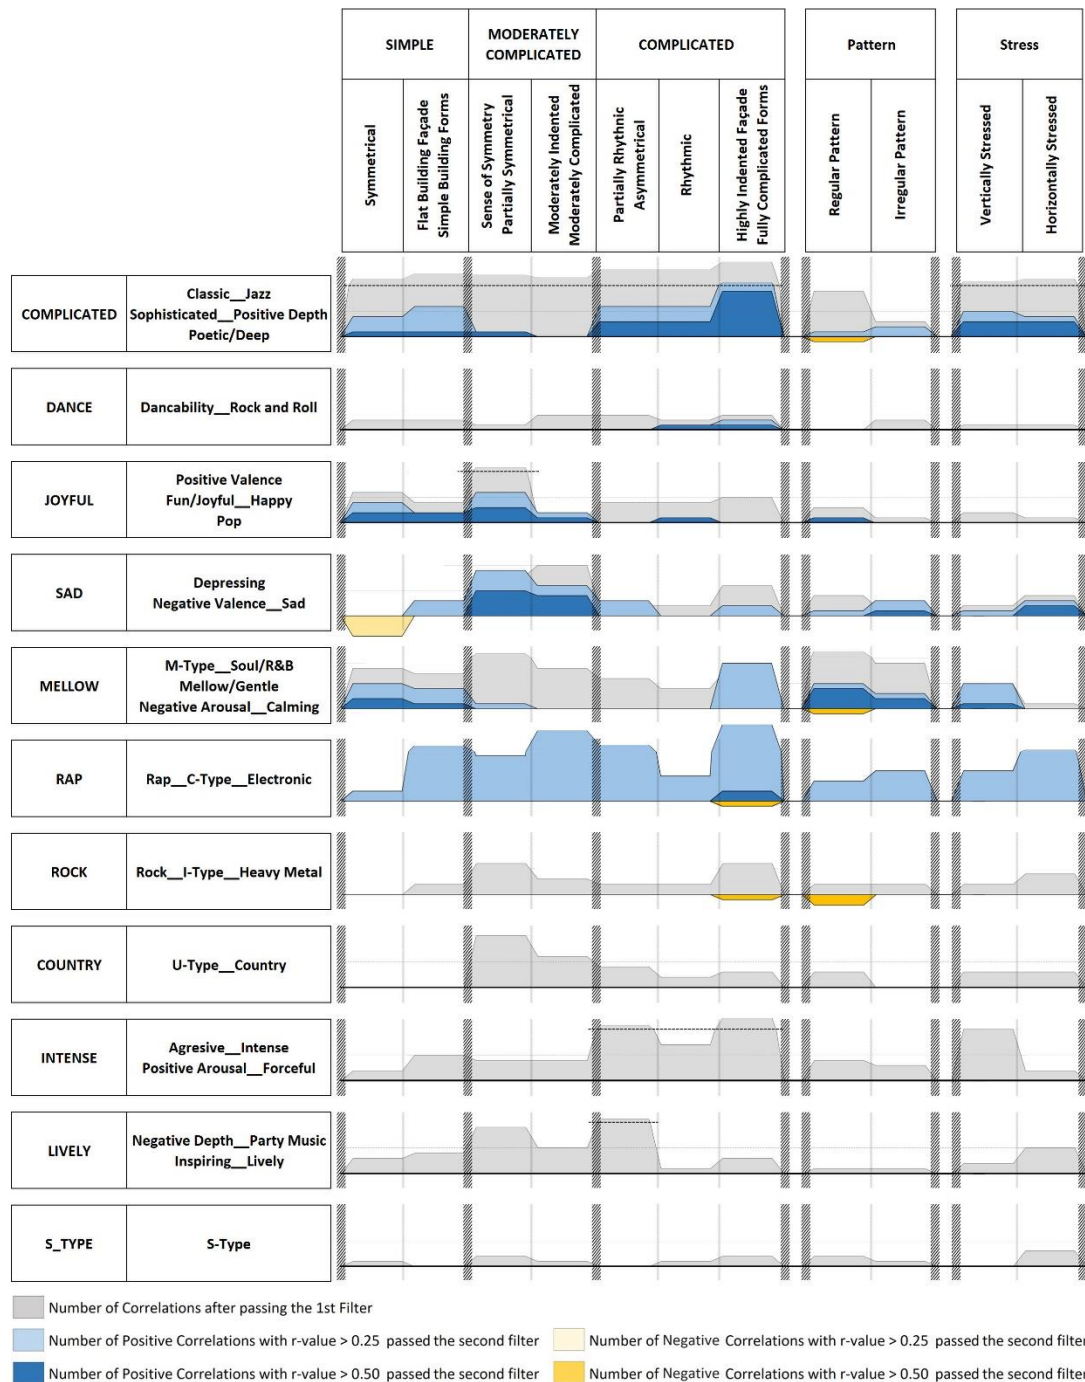 SIMPLE
MODERATELY
COMPLICATED
COMPLICATED
Pattern
Stress
Symmetrical
Flat Building Façade
Simple Building Forms
Sense of Symmetry
Partially Symmetrical
Moderately Indented
Moderately Complicated
Partially Rhythmic
Asymmetrical
Rhythmic
Highly Indented Façade
Fully Complicated Forms
Regular Pattern
Irregular Pattern
Vertically Stressed
Horizontally Stressed
COMPLICATED
Classic__Jazz
Sophisticated__Positive Depth
Poetic/Deep
DANCE
Dancability__Rock and Roll
JOYFUL
Positive Valence
Fun/Joyful__Happy
Pop
SAD
Depressing
Negative Valence__Sad
MELLOW
M-Type__Soul/R&B
Mellow/Gentle
Negative Arousal__Calming
RAP
Rap__C-Type__Electronic
ROCK
Rock__I-Type__Heavy Metal
COUNTRY
U-Type__Country
INTENSE
Agresive__Intense
Positive Arousal__Forceful
LIVELY
Negative Depth__Party Music
Inspiring__Lively
S_TYPE
S-Type
Number of Correlations after passing the 1st Filter
Number of Positive Correlations with r-value > 0.25 passed the second filter
Number of Negative Correlations with r-value > 0.25 passed the second filter
Number of Positive Correlations with r-value > 0.50 passed the second filter
Number of Negative Correlations with r-value > 0.50 passed the second filter